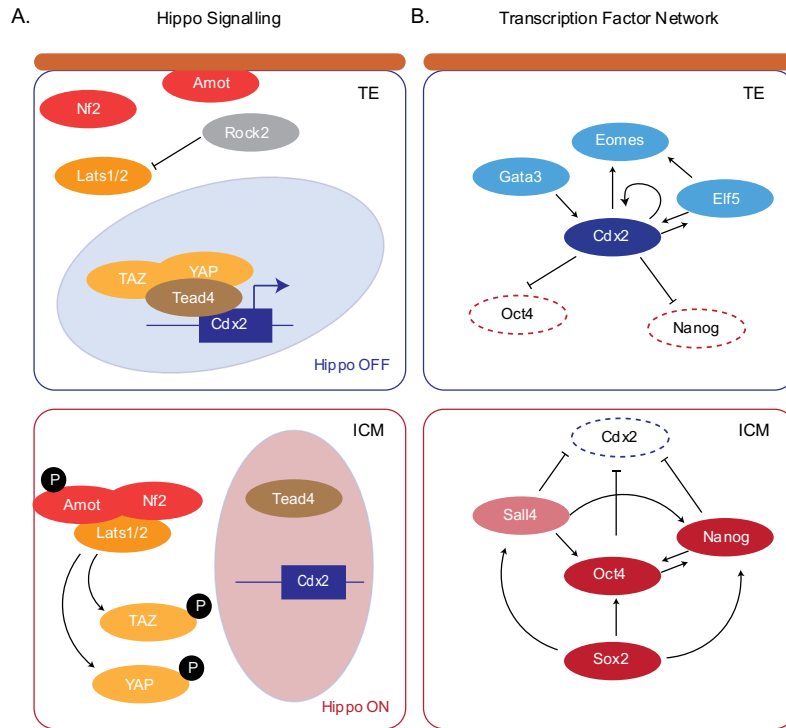 A.
Hippo Signalling
TE
Amot
Nf2
Rock2
Lats1/2
YAP
TAZ
Tead4
Cdx2
Hippo OFF
ICM
P
Amot
Nf2
Lats1/2
Tead4
Cdx2
P
TAZ
P
YAP
Hippo ON
B.
Transcription Factor Network
TE
Eomes
Gata3
Elf5
Cdx2
Oct4
Nanog
ICM
Cdx2
Sall4
Nanog
Oct4
Sox2